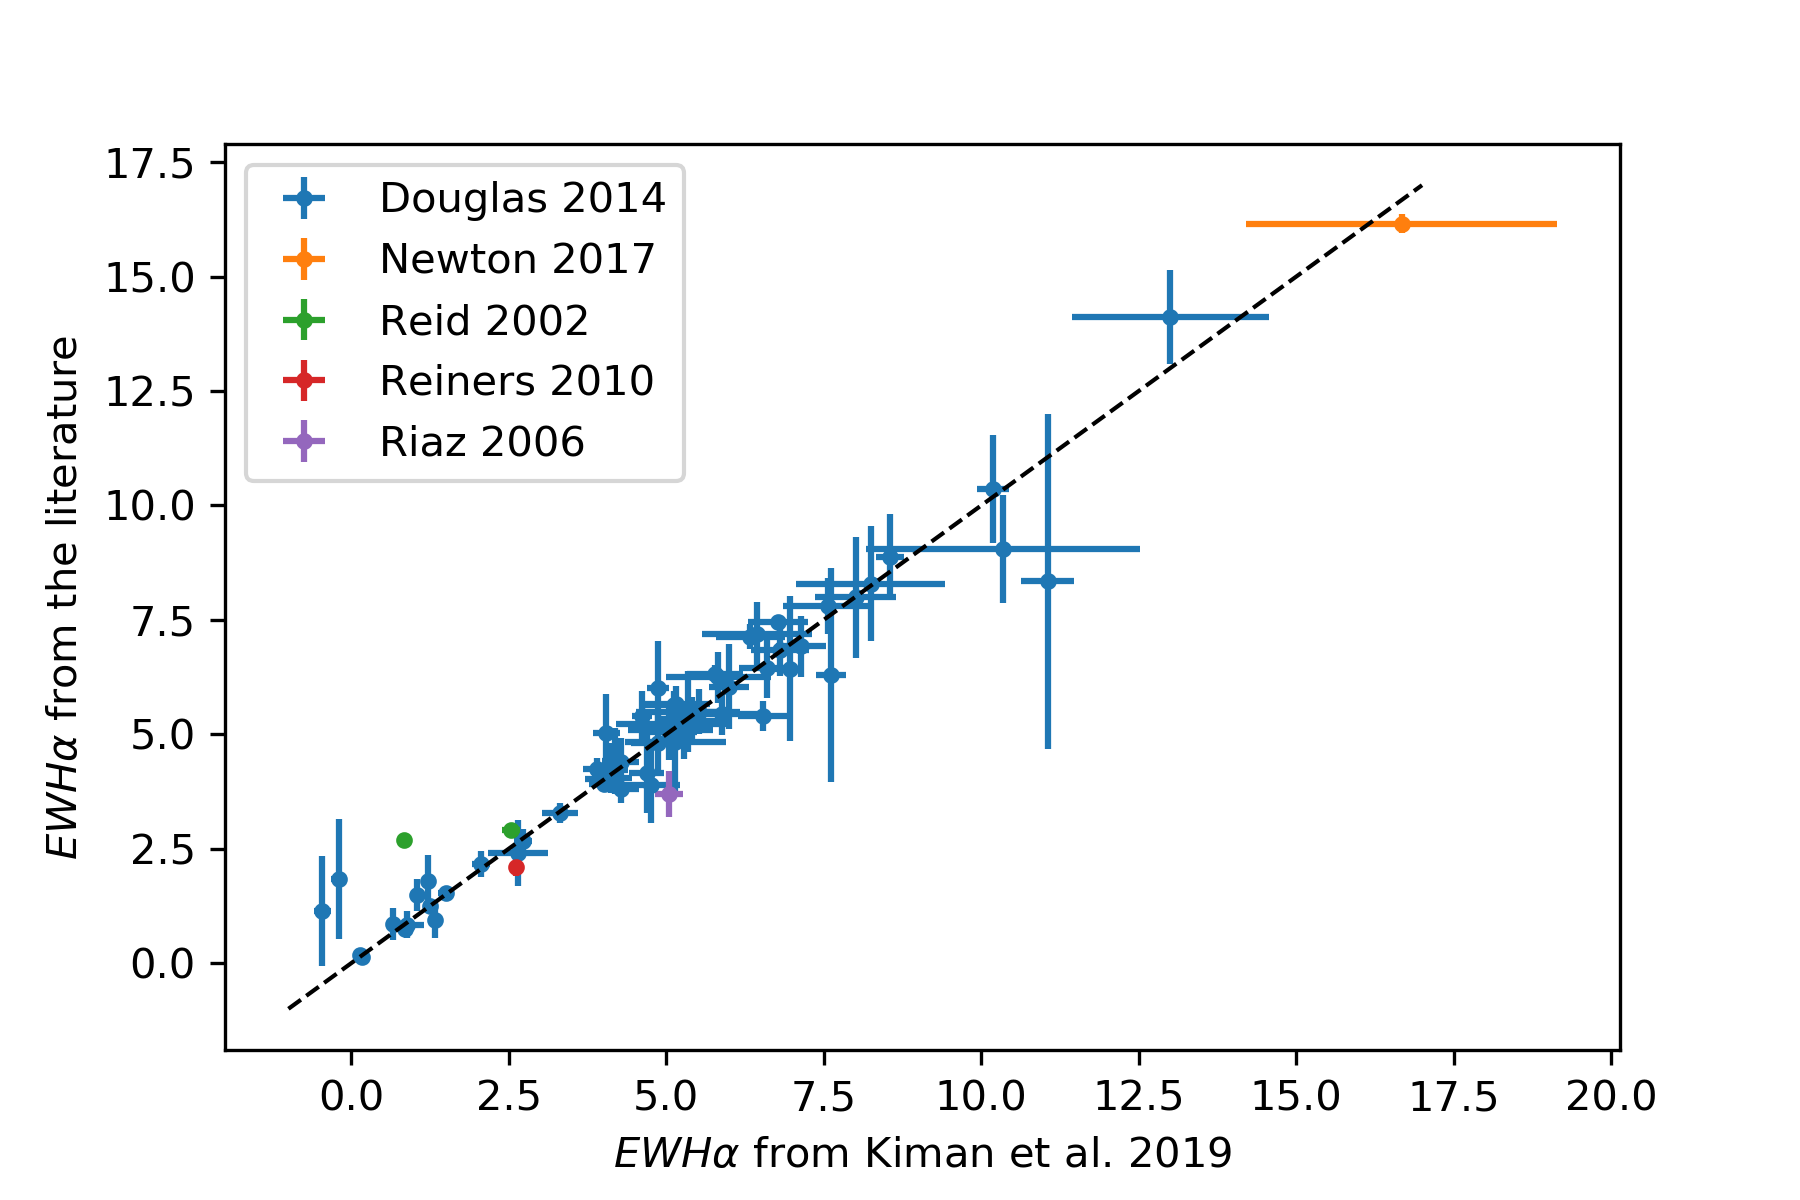 17.5
15.0
12.5
10.0
7.5
5.0
2.5
0.0
EWHα from the literature
Douglas 2014
Newton 2017
Reid 2002
Reiners 2010
Riaz 2006
0.0 2.5 5.0 7.5 10.0 12.5 15.0 17.5 20.0
EWHα from Kiman et al. 2019